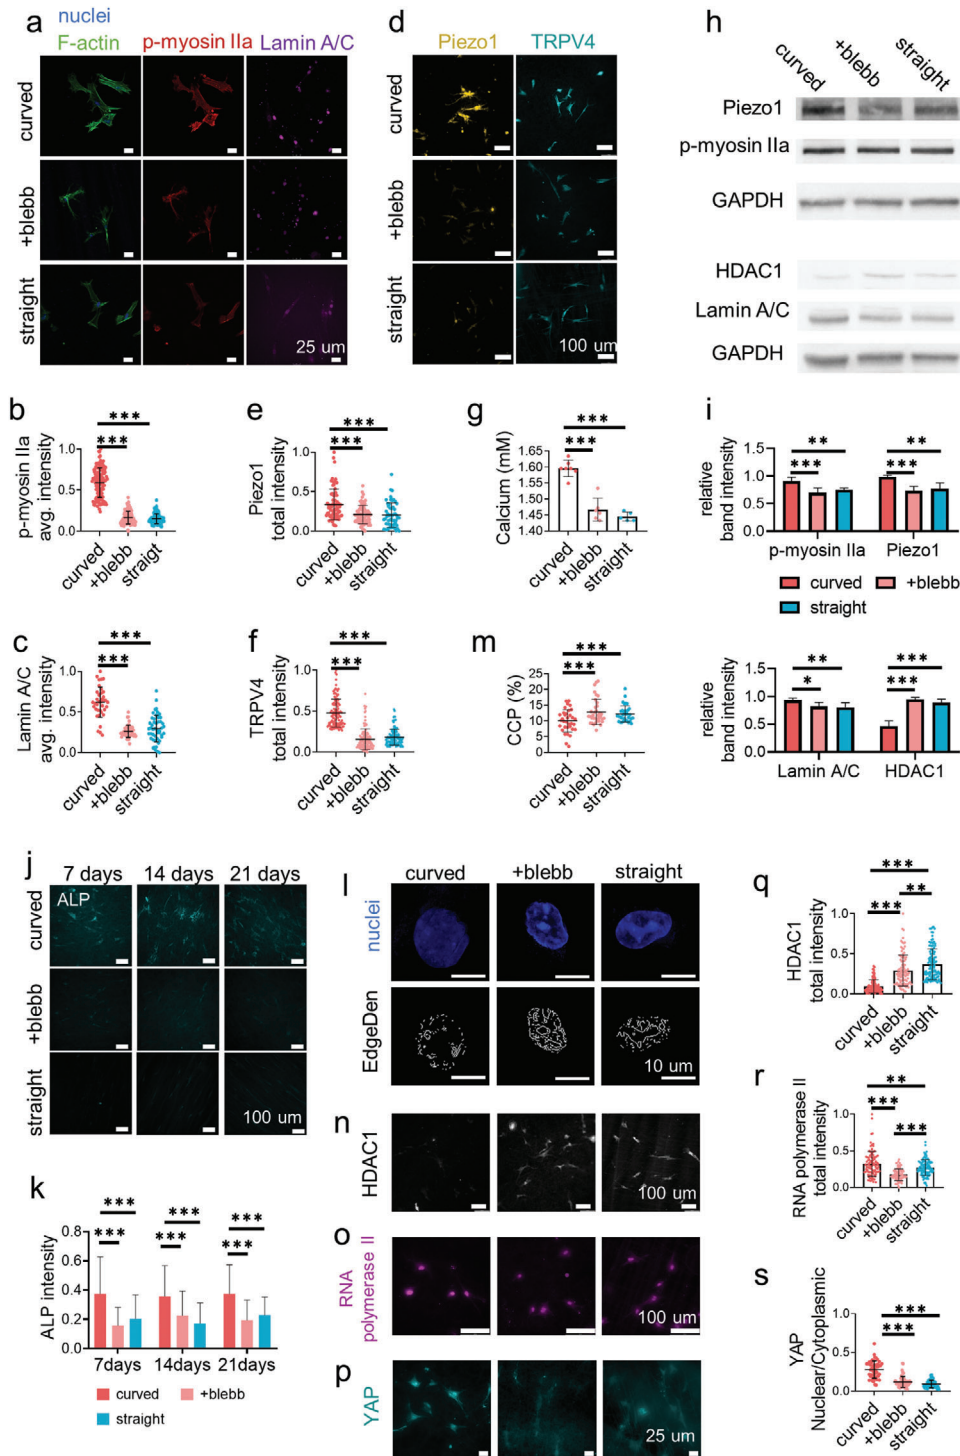 a
nuclei
F-actin p-myosin IIa Lamin A/C
curved
+blebb
straight
25 um
d
Piezo1 TRPV4
curved
+blebb
straight
100 um
h
curved +blebb straight
Piezo1
p-myosin IIa
GAPDH
HDAC1
Lamin A/C
GAPDH
b
p-myosin IIa
avg. intensity
1.0
0.5
0.0
***
***
curved +blebb straigt
e
Piezo1
total intensity
1.0
0.5
0.0
***
***
curved +blebb straight
g
Calcium (mM)
1.60
1.55
1.50
1.45
1.40
***
***
curved +blebb straight
i
relative
band intensity
1.5
1.0
0.5
0.0
** **
*** ***
p-myosin IIa Piezo1
curved +blebb
straight
relative
band intensity
1.5
1.0
0.5
0.0
** ***
* ***
Lamin A/C HDAC1
c
Lamin A/C
avg. intensity
1.0
0.5
0.0
***
***
curved +blebb straight
f
TRPV4
total intensity
1.0
0.5
0.0
***
***
curved +blebb straight
m
CCP (%)
25
20
15
10
5
0
***
***
curved +blebb straight
j
7 days 14 days 21 days
ALP
curved
+blebb
straight
100 um
k
ALP intensity
0.8
0.6
0.4
0.2
0.0
*** *** ***
*** *** ***
7days 14days 21days
curved +blebb
straight
l
curved +blebb straight
nuclei
EdgeDen
10 um
n
HDAC1
100 um
o
RNA
polymerase II
100 um
p
YAP
25 um
q
HDAC1
total intensity
1.0
0.5
0.0
***
**
***
curved +blebb straight
r
RNA polymerase II
total intensity
1.0
0.5
0.0
**
***
***
curved +blebb straight
s
YAP
Nuclear/Cytoplasmic
1.0
0.5
0.0
***
***
curved +blebb straight